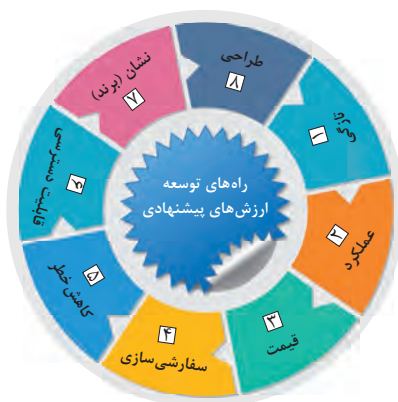 راه‌های توسعه
ارزش‌های پیشنهادی
تازگی
۱
عملکرد
۲
قیمت
۳
سفارشی‌سازی
۴
کاهش خطر
۵
قابلیت دسترسی
۶
نشان (برند)
۷
طراحی
۸